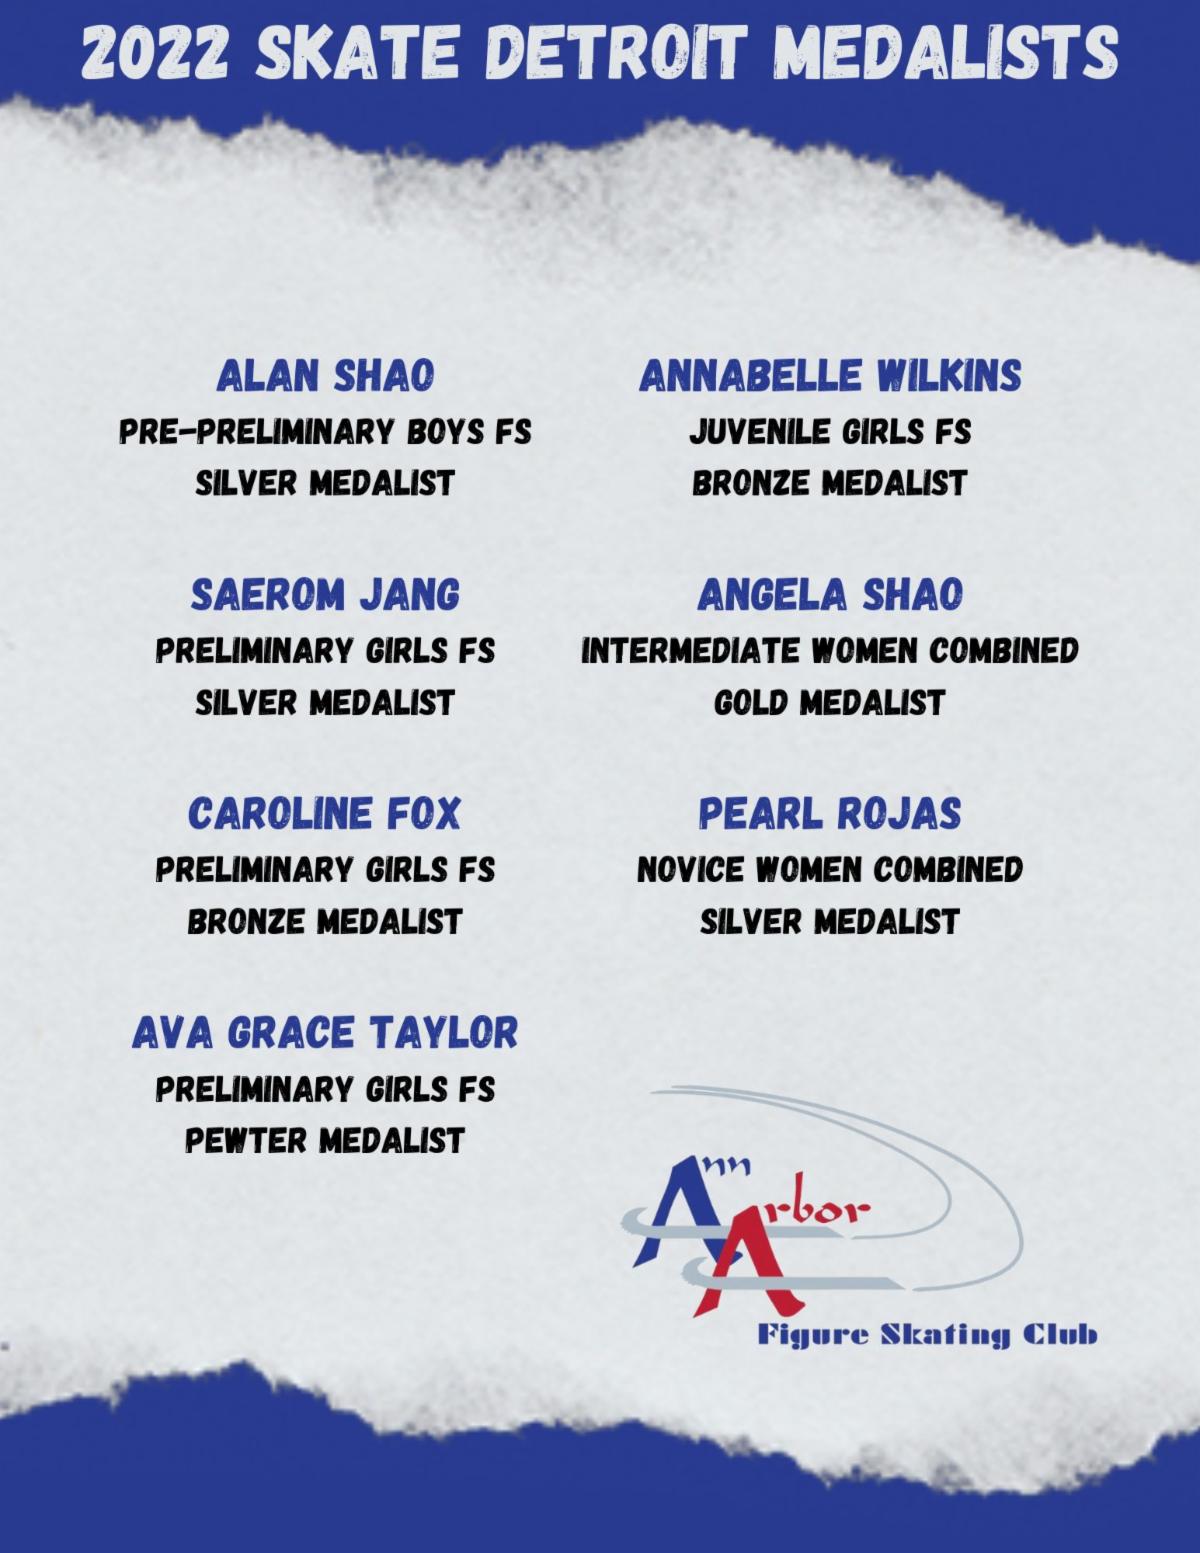 2022 SKATE DETROIT MEDALISTS
ALAN SHAO
PRE-PRELIMINARY BOYS FS
SILVER MEDALIST
SAEROM JANG
PRELIMINARY GIRLS FS
SILVER MEDALIST
CAROLINE FOX
PRELIMINARY GIRLS FS
BRONZE MEDALIST
AVA GRACE TAYLOR
PRELIMINARY GIRLS FS
PEWTER MEDALIST
ANNABELLE WILKINS
JUVENILE GIRLS FS
BRONZE MEDALIST
ANGELA SHAO
INTERMEDIATE WOMEN COMBINED
GOLD MEDALIST
PEARL ROJAS
NOVICE WOMEN COMBINED
SILVER MEDALIST
Ann
Arbor
Figure Skating Club